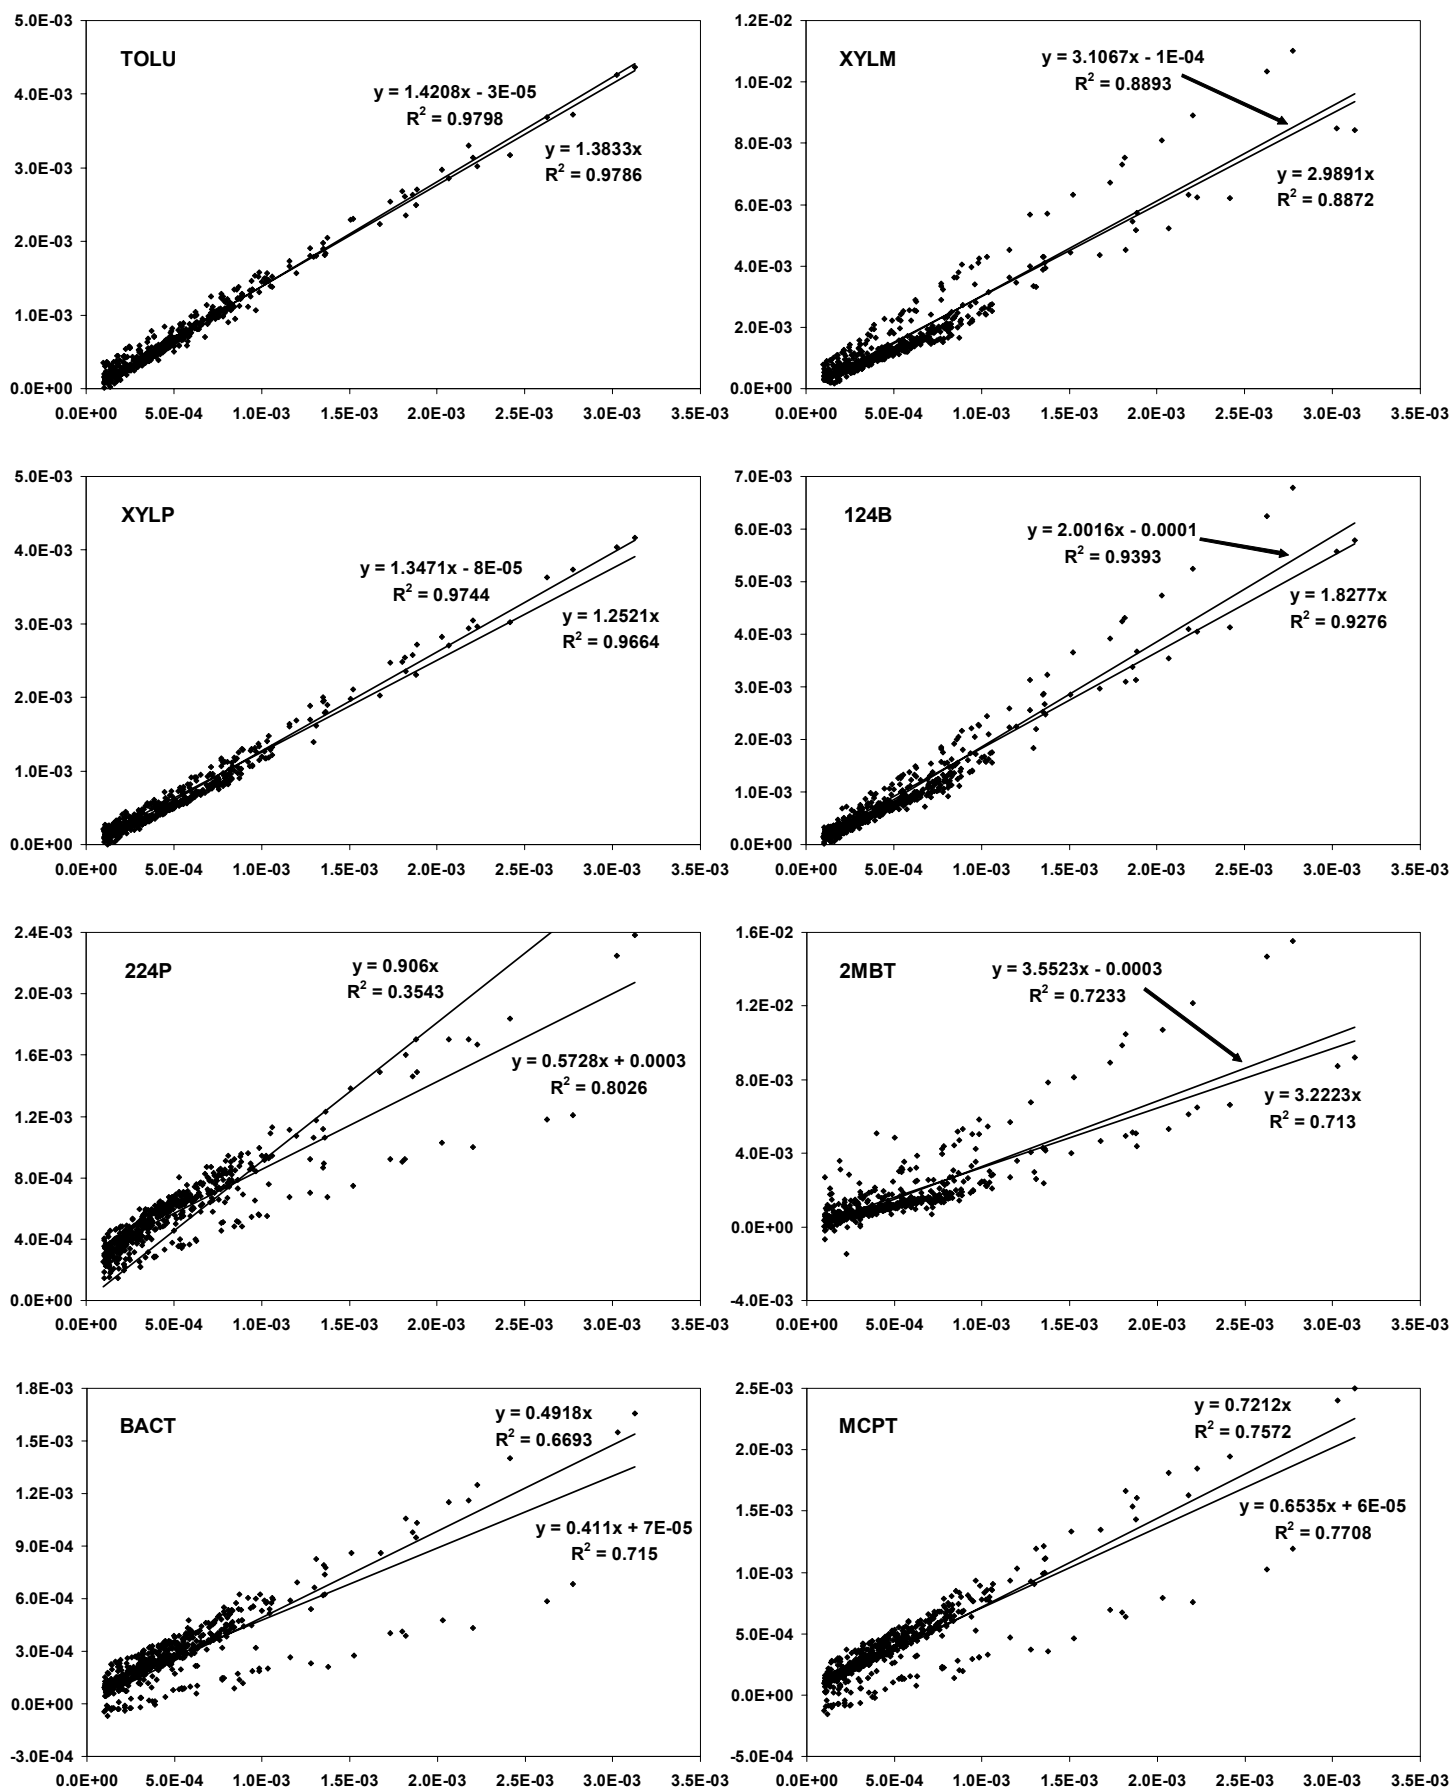 TOLU
5.0E-03
4.0E-03
3.0E-03
2.0E-03
1.0E-03
0.0E+00
y = 1.4208x - 3E-05
R² = 0.9798
y = 1.3833x
R² = 0.9786
0.0E+00 5.0E-04 1.0E-03 1.5E-03 2.0E-03 2.5E-03 3.0E-03 3.5E-03
XYLM
1.2E-02
1.0E-02
8.0E-03
6.0E-03
4.0E-03
2.0E-03
0.0E+00
y = 3.1067x - 1E-04
R² = 0.8893
y = 2.9891x
R² = 0.8872
0.0E+00 5.0E-04 1.0E-03 1.5E-03 2.0E-03 2.5E-03 3.0E-03 3.5E-03
XYLP
5.0E-03
4.0E-03
3.0E-03
2.0E-03
1.0E-03
0.0E+00
y = 1.3471x - 8E-05
R² = 0.9744
y = 1.2521x
R² = 0.9664
0.0E+00 5.0E-04 1.0E-03 1.5E-03 2.0E-03 2.5E-03 3.0E-03 3.5E-03
124B
7.0E-03
6.0E-03
5.0E-03
4.0E-03
3.0E-03
2.0E-03
1.0E-03
0.0E+00
y = 2.0016x - 0.0001
R² = 0.9393
y = 1.8277x
R² = 0.9276
0.0E+00 5.0E-04 1.0E-03 1.5E-03 2.0E-03 2.5E-03 3.0E-03 3.5E-03
224P
2.4E-03
2.0E-03
1.6E-03
1.2E-03
8.0E-04
4.0E-04
0.0E+00
y = 0.906x
R² = 0.3543
y = 0.5728x + 0.0003
R² = 0.8026
0.0E+00 5.0E-04 1.0E-03 1.5E-03 2.0E-03 2.5E-03 3.0E-03 3.5E-03
2MBT
1.6E-02
1.2E-02
8.0E-03
4.0E-03
0.0E+00
-4.0E-03
y = 3.5523x - 0.0003
R² = 0.7233
y = 3.2223x
R² = 0.713
0.0E+00 5.0E-04 1.0E-03 1.5E-03 2.0E-03 2.5E-03 3.0E-03 3.5E-03
BACT
1.8E-03
1.5E-03
1.2E-03
9.0E-04
6.0E-04
3.0E-04
0.0E+00
-3.0E-04
y = 0.4918x
R² = 0.6693
y = 0.411x + 7E-05
R² = 0.715
0.0E+00 5.0E-04 1.0E-03 1.5E-03 2.0E-03 2.5E-03 3.0E-03 3.5E-03
MCPT
2.5E-03
2.0E-03
1.5E-03
1.0E-03
5.0E-04
0.0E+00
-5.0E-04
y = 0.7212x
R² = 0.7572
y = 0.6535x + 6E-05
R² = 0.7708
0.0E+00 5.0E-04 1.0E-03 1.5E-03 2.0E-03 2.5E-03 3.0E-03 3.5E-03